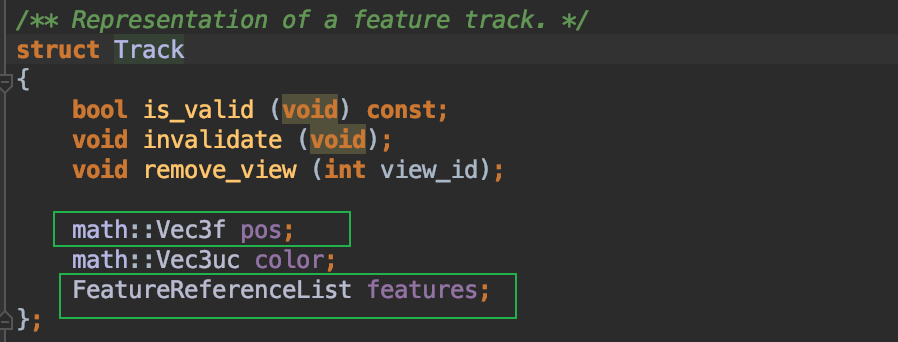 /** Representation of a feature track. */
struct Track
{
bool is_valid (void) const;
void invalidate (void);
void remove_view (int view_id);
math::Vec3f pos;
math::Vec3uc color;
FeatureReferenceList features;
};